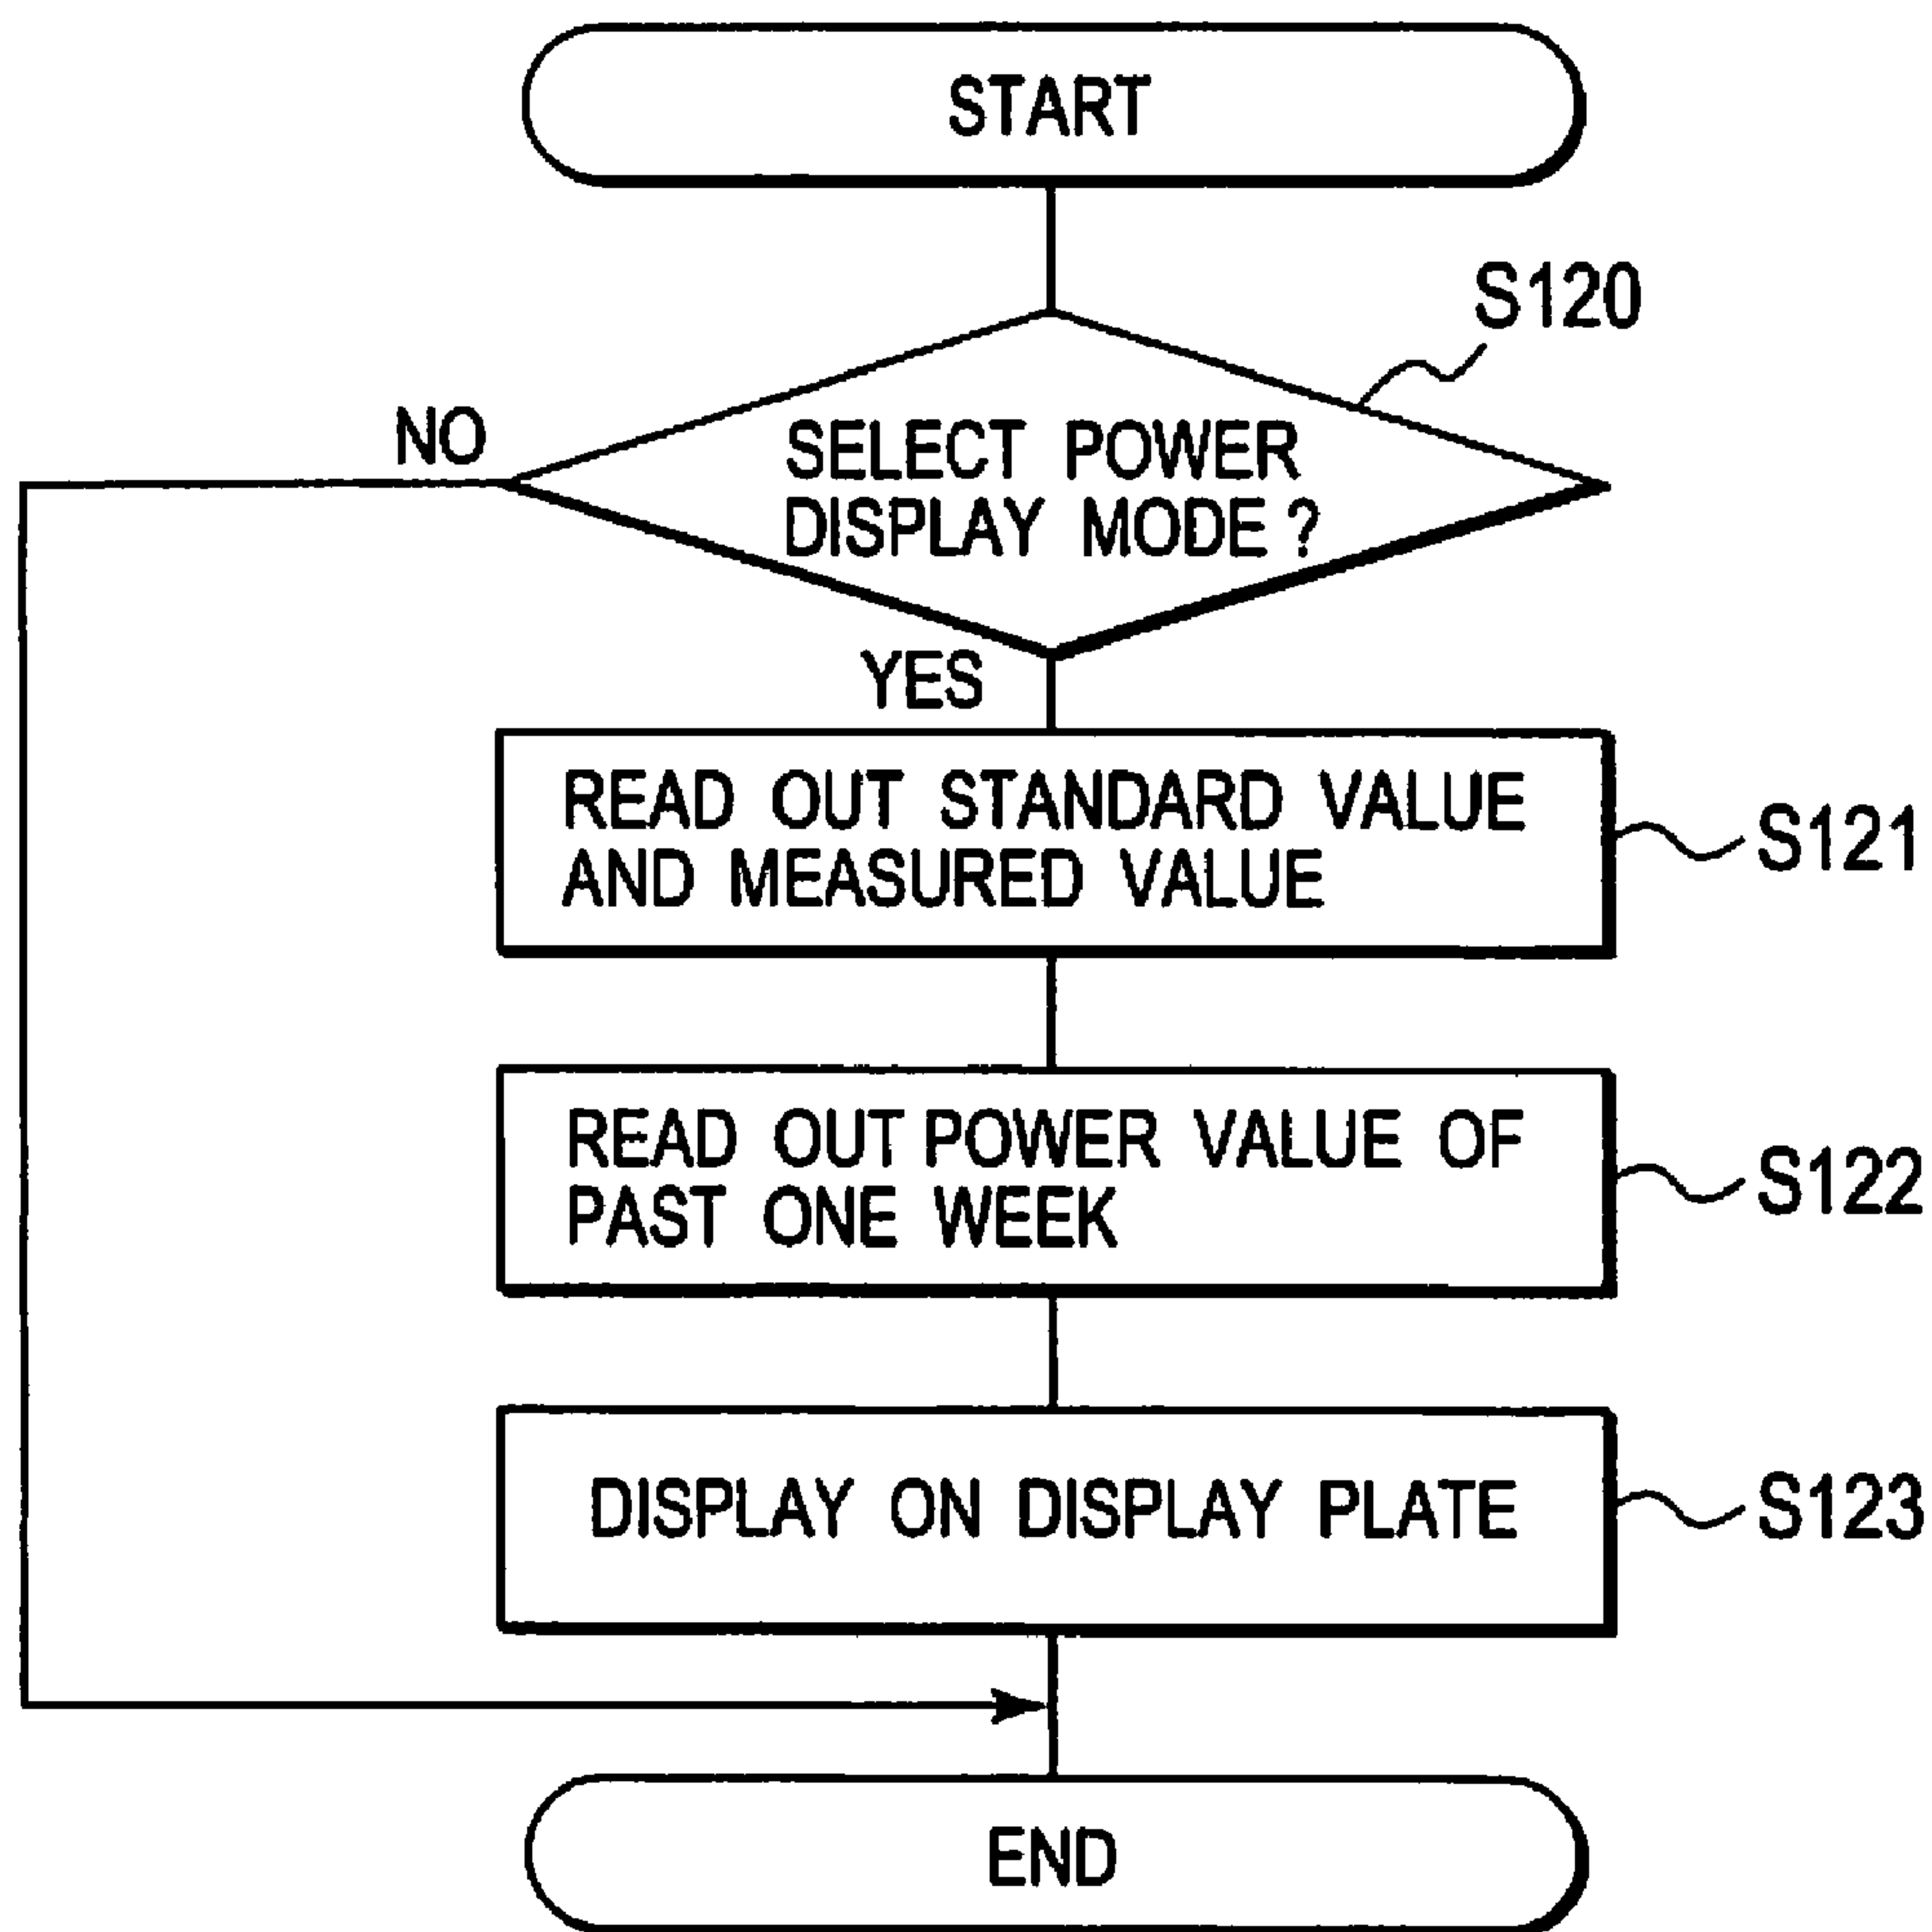 START
S120
NO
SELECT POWER
DISPLAY MODE?
YES
READ OUT STANDARD VALUE
AND MEASURED VALUE
S121
READ OUT POWER VALUE OF
PAST ONE WEEK
S122
DISPLAY ON DISPLAY PLATE
S123
END